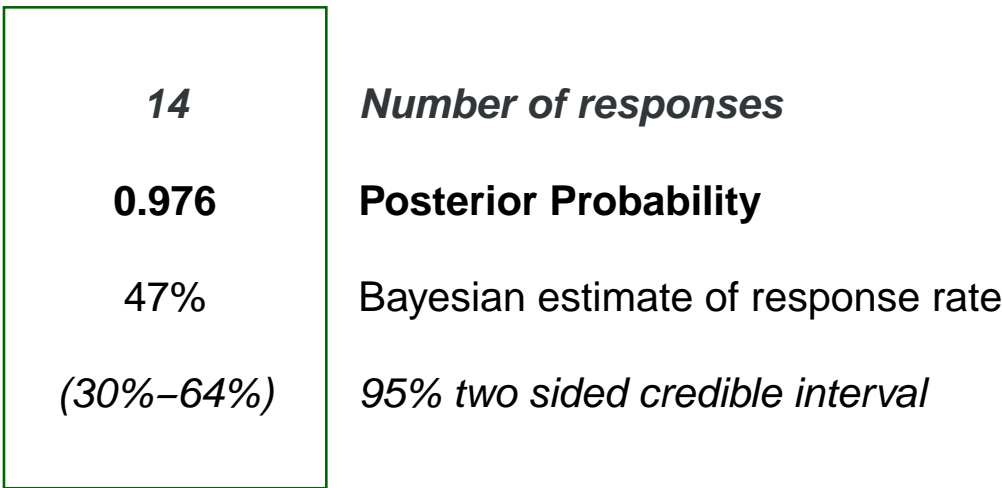 14 Number of responses
0.976 Posterior Probability
47% Bayesian estimate of response rate
(30%–64%) 95% two sided credible interval